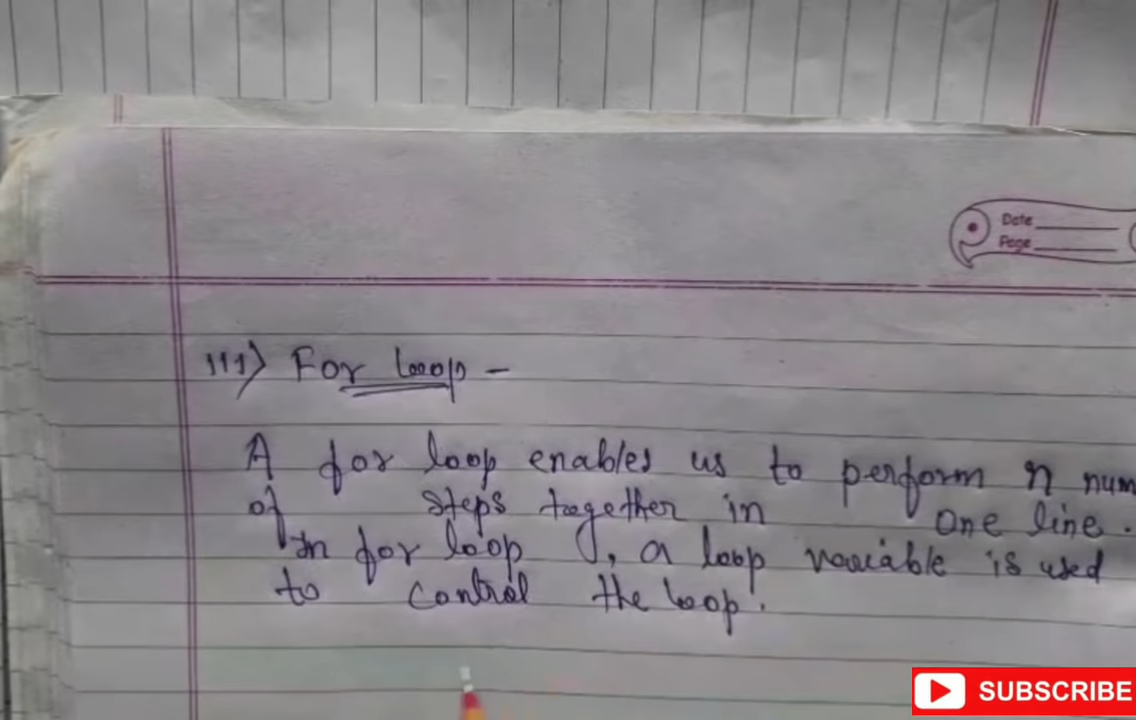 Date
Page
111) For loop -
A for loop enables us to perform n num
of steps together in one line.
In for loop, a loop variable is used
to control the loop.
SUBSCRIBE